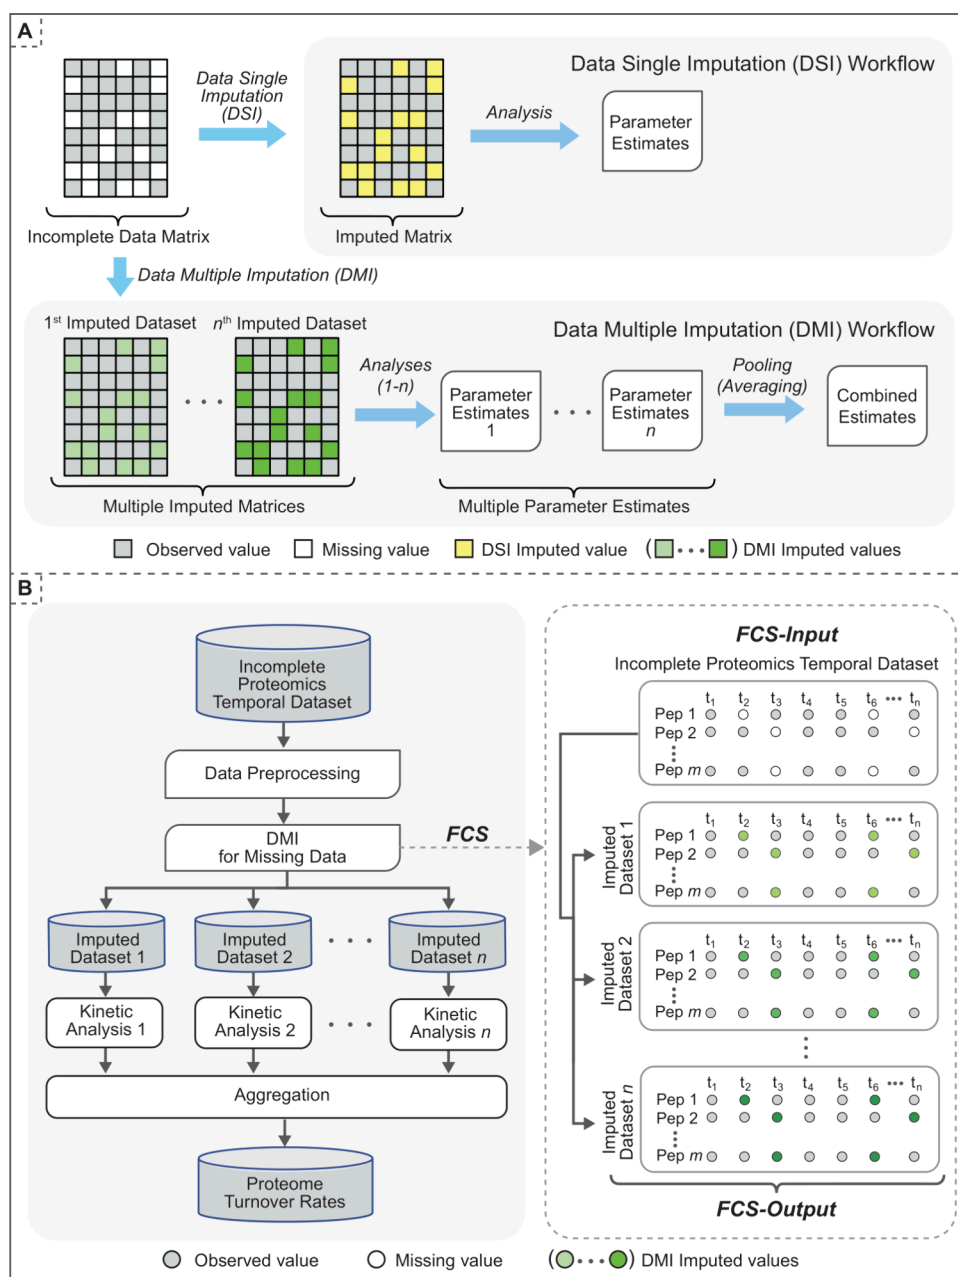 A
Data Single
Imputation
(DSI)
Data Single Imputation (DSI) Workflow
Analysis
Parameter
Estimates
Incomplete Data Matrix
Imputed Matrix
Data Multiple Imputation (DMI)
1st Imputed Dataset
nth Imputed Dataset
Data Multiple Imputation (DMI) Workflow
Analyses
(1-n)
Parameter
Estimates
1
Parameter
Estimates
n
Pooling
(Averaging)
Combined
Estimates
Multiple Imputed Matrices
Multiple Parameter Estimates
Observed value
Missing value
DSI Imputed value
( ··· ) DMI Imputed values
B
Incomplete
Proteomics
Temporal Dataset
Data Preprocessing
DMI
for Missing Data
FCS
Imputed
Dataset 1
Imputed
Dataset 2
Imputed
Dataset n
Kinetic
Analysis 1
Kinetic
Analysis 2
Kinetic
Analysis n
Aggregation
Proteome
Turnover Rates
FCS-Input
Incomplete Proteomics Temporal Dataset
t1 t2 t3 t4 t5 t6 ··· tn
Pep 1
Pep 2
Pep m
Imputed
Dataset 1
t1 t2 t3 t4 t5 t6 ··· tn
Pep 1
Pep 2
Pep m
Imputed
Dataset 2
t1 t2 t3 t4 t5 t6 ··· tn
Pep 1
Pep 2
Pep m
Imputed
Dataset n
t1 t2 t3 t4 t5 t6 ··· tn
Pep 1
Pep 2
Pep m
FCS-Output
Observed value
Missing value
( ··· ) DMI Imputed values